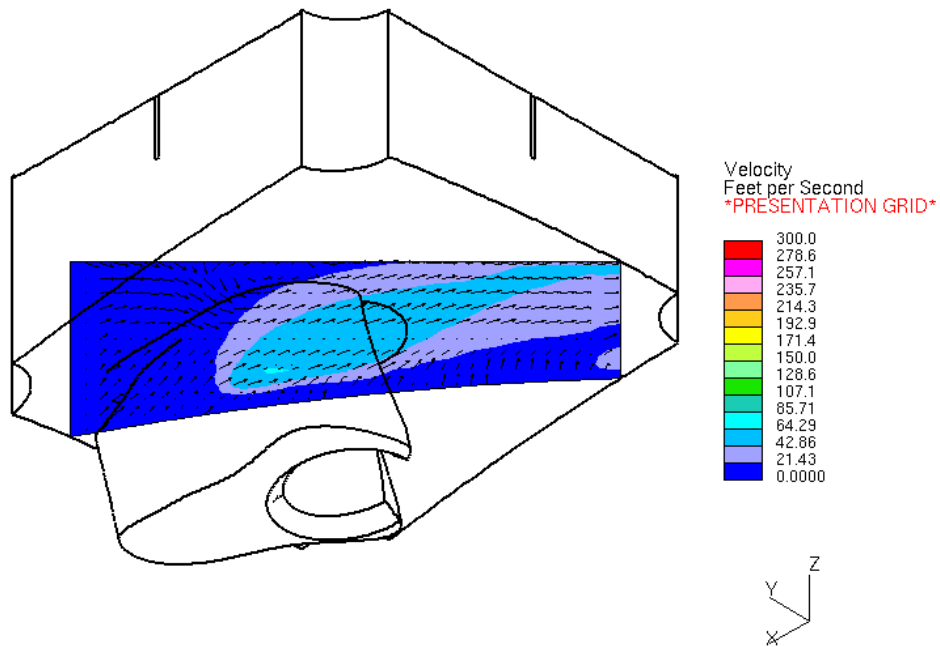 Velocity
Feet per Second
*PRESENTATION GRID*
300.0
278.6
257.1
235.7
214.3
192.9
171.4
150.0
128.6
107.1
85.71
64.29
42.86
21.43
0.0000
Z
Y
X